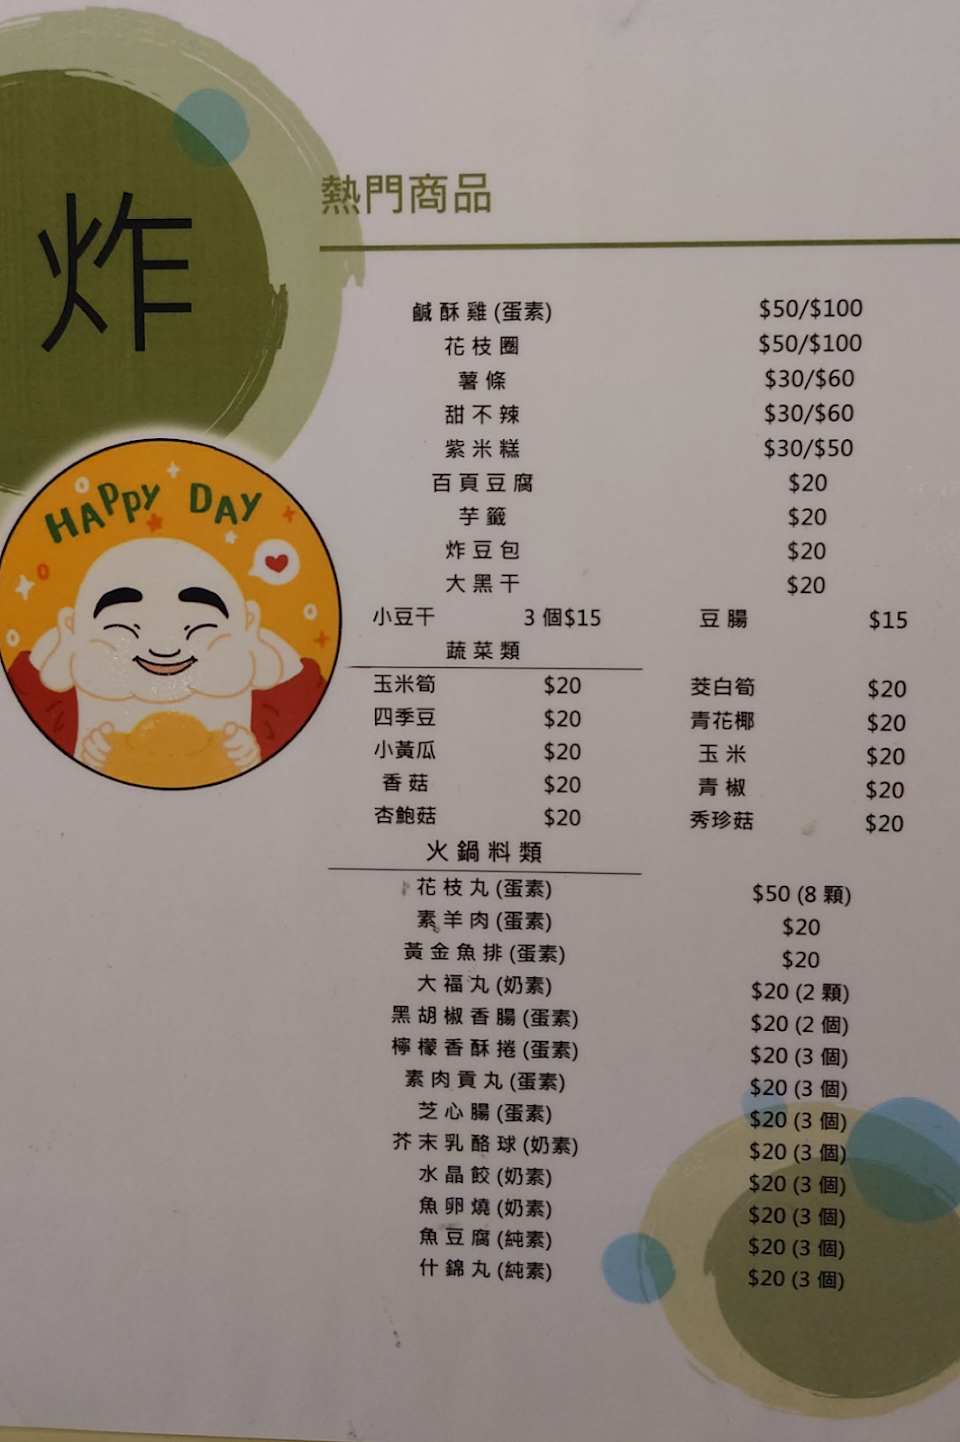 炸
熱門商品
HAPPY DAY
鹹酥雞(蛋素) $50/$100
花枝圈 $50/$100
薯條 $30/$60
甜不辣 $30/$60
紫米糕 $30/$50
百頁豆腐 $20
芋籤 $20
炸豆包 $20
大黑干 $20
小豆干 3個$15 豆腸 $15
蔬菜類
玉米筍 $20 茭白筍 $20
四季豆 $20 青花椰 $20
小黃瓜 $20 玉米 $20
香菇 $20 青椒 $20
杏鮑菇 $20 秀珍菇 $20
火鍋料類
花枝丸(蛋素) $50 (8 顆)
素羊肉(蛋素) $20
黃金魚排(蛋素) $20
大福丸(奶素) $20 (2 顆)
黑胡椒香腸(蛋素) $20 (2 個)
檸檬香酥捲(蛋素) $20 (3 個)
素肉貢丸(蛋素) $20 (3 個)
芝心腸(蛋素) $20 (3 個)
芥末乳酪球(奶素) $20 (3 個)
水晶餃(奶素) $20 (3 個)
魚卵燒(奶素) $20 (3 個)
魚豆腐(純素) $20 (3 個)
什錦丸(純素) $20 (3 個)